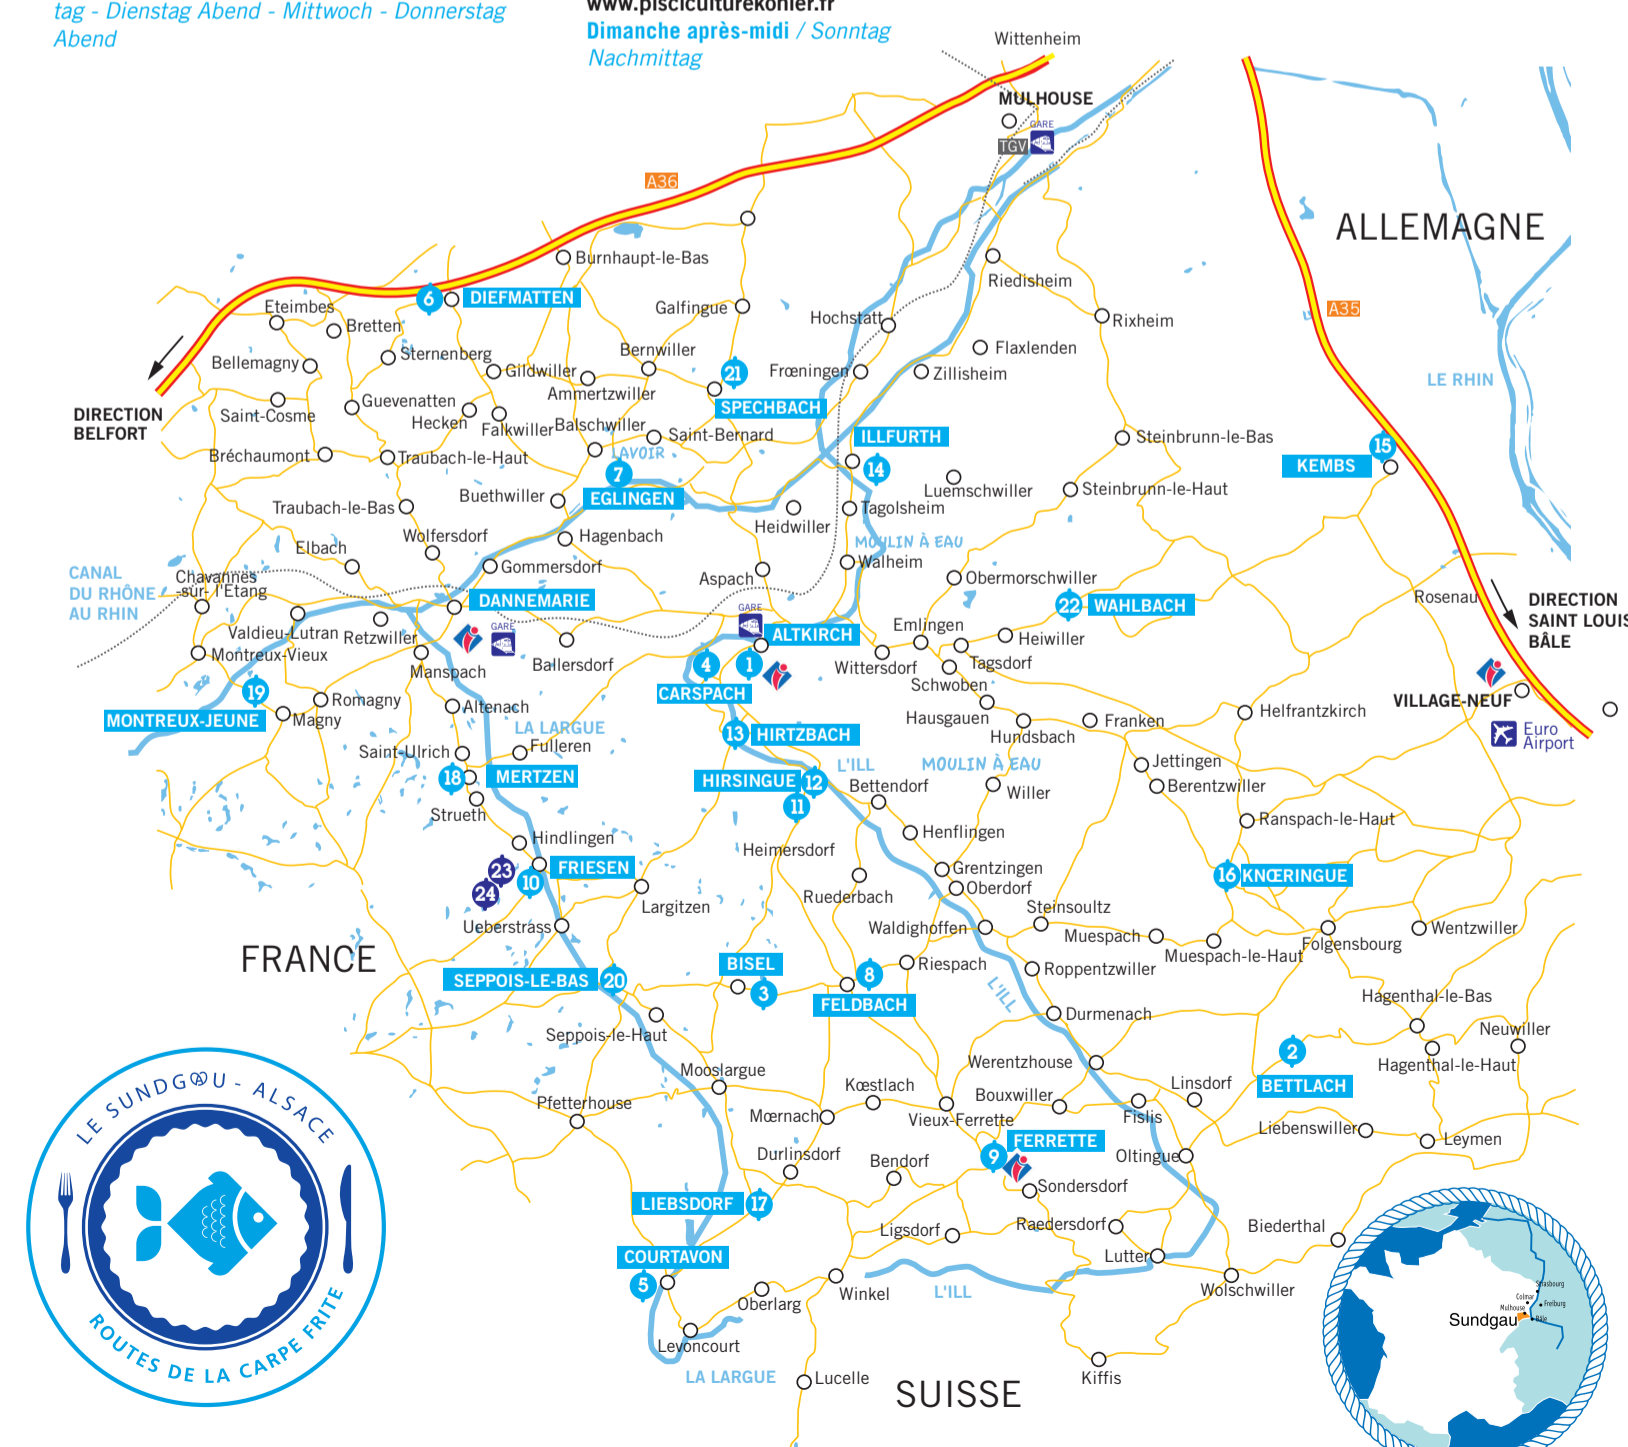 tag - Dienstag Abend - Mittwoch - Donnerstag
Abend
www.pisciculturekohler.fr
Dimanche après-midi / Sonntag
Nachmittag
Wittenheim
MULHOUSE
GARE
TGV
A36
ALLEMAGNE
Burnhaupt-le-Bas
Riedisheim
6 DIEFMATTEN
Eteimbes
Galfingue
Hochstatt
A35
Rixheim
Bretten
Bellemagny
Sternenberg
Gildwiller
Bernwiller
Flaxlenden
Frœningen
Zillisheim
21
LE RHIN
Ammertzwiller
DIRECTION
BELFORT
Saint-Cosme
Guevenatten
Hecken
Falkwiller
Balschwiller
SPECHBACH
Saint-Bernard
ILLFURTH
14
Steinbrunn-le-Bas
15
KEMBS
Bréchaumont
Traubach-le-Haut
LAVOIR
7
EGLINGEN
Buethwiller
Luemschwiller
Steinbrunn-le-Haut
Traubach-le-Bas
Heidwiller
Tagolsheim
Wolfersdorf
Hagenbach
MOULIN À EAU
Elbach
Gommersdorf
Walheim
CANAL
DU RHÔNE
AU RHIN
Chavannes
-sur- l'Etang
Aspach
Obermorschwiller
Rosenau
DANNEMARIE
22 WAHLBACH
DIRECTION
SAINT LOUIS
BÂLE
GARE
Valdieu-Lutran
Retzwiller
GARE
ALTKIRCH
Emlingen
Heiwiller
Montreux-Vieux
Manspach
Ballersdorf
4
1
Wittersdorf
Tagsdorf
Schwoben
CARSPACH
19
MONTREUX-JEUNE
Romagny
Magny
Altenach
Hausgauen
VILLAGE-NEUF
Helfrantzkirch
Franken
Hundsbach
LA LARGUE
13 HIRTZBACH
Euro
Airport
Saint-Ulrich
Fulleren
18 MERTZEN
HIRSINGUE 12
11
L'ILL
MOULIN À EAU
Jettingen
Berentzwiller
Bettendorf
Willer
Strueth
Hindlingen
Henflingen
Ranspach-le-Haut
Heimersdorf
23
24
10
FRIESEN
Grentzingen
Oberdorf
16 KNŒRINGUE
Largitzen
Ruederbach
Steinsoultz
Ueberstrass
Waldighoffen
Muespach
Muespach-le-Haut
Folgensbourg
Wentzwiller
FRANCE
BISEL
3
8
FELDBACH
Riespach
Roppentzwiller
SEPPOIS-LE-BAS 20
L'ILL
Hagenthal-le-Bas
Seppois-le-Haut
Durmenach
Neuwiller
2
BETTLACH
Hagenthal-le-Haut
Werentzhouse
Mooslargue
Kœstlach
Bouxwiller
Linsdorf
Pfetterhouse
Mœrnach
Vieux-Ferrette
Fislis
Liebenswiller
Leymen
9
FERRETTE
Durlinsdorf
Bendorf
Oltingue
Sondersdorf
LIEBSDORF 17
Ligsdorf
Raedersdorf
Biederthal
COURTAVON
5
Lutter
Oberlarg
Winkel
L'ILL
Wolschwiller
Levoncourt
LA LARGUE
Lucelle
Kiffis
SUISSE
LE SUNDGAU - ALSACE
ROUTES DE LA CARPE FRITE
Strasbourg
Colmar
Freiburg
Mulhouse
Sundgau
Bâle